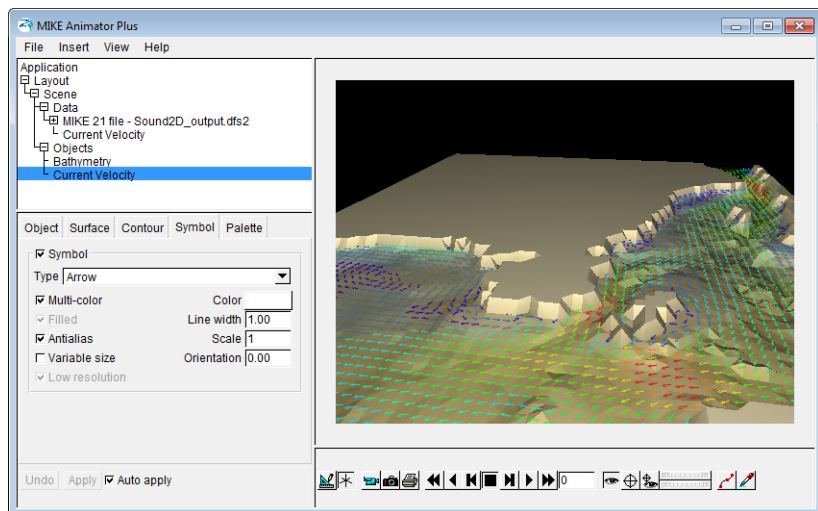 MIKE Animator Plus
File Insert View Help
Application
Layout
Scene
Data
MIKE 21 file - Sound2D_output.dfs2
Current Velocity
Objects
Bathymetry
Current Velocity
Object Surface Contour Symbol Palette
Symbol
Type Arrow
Multi-color Color
Filled Line width 1.00
Antialias Scale 1
Variable size Orientation 0.00
Low resolution
Undo Apply Auto apply 0